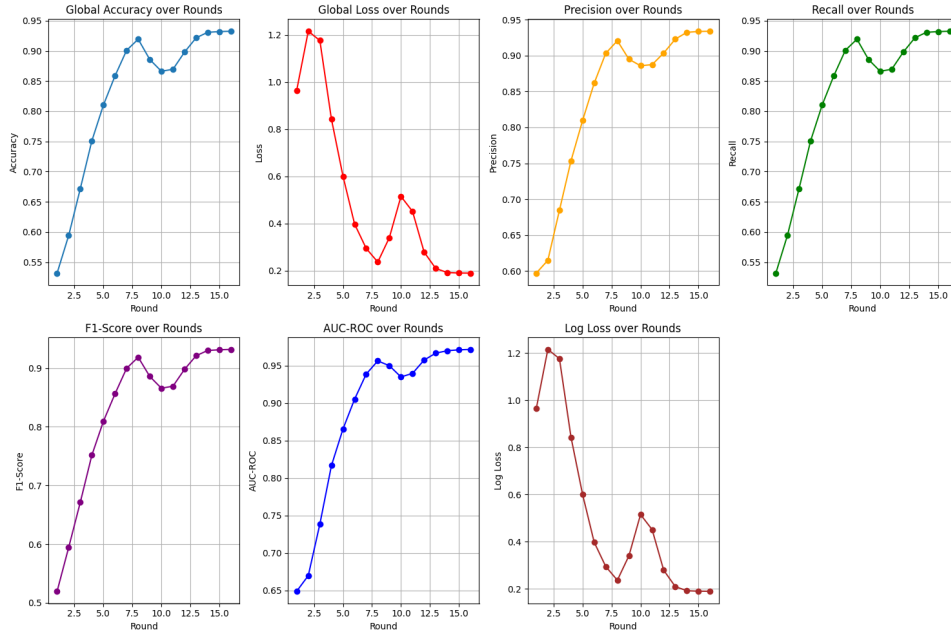 Global Accuracy over Rounds
Accuracy
0.95
0.90
0.85
0.80
0.75
0.70
0.65
0.60
0.55
2.5 5.0 7.5 10.0 12.5 15.0
Round
Global Loss over Rounds
Loss
1.2
1.0
0.8
0.6
0.4
0.2
2.5 5.0 7.5 10.0 12.5 15.0
Round
Precision over Rounds
Precision
0.95
0.90
0.85
0.80
0.75
0.70
0.65
0.60
2.5 5.0 7.5 10.0 12.5 15.0
Round
Recall over Rounds
Recall
0.95
0.90
0.85
0.80
0.75
0.70
0.65
0.60
0.55
2.5 5.0 7.5 10.0 12.5 15.0
Round
F1-Score over Rounds
F1-Score
0.9
0.8
0.7
0.6
0.5
2.5 5.0 7.5 10.0 12.5 15.0
Round
AUC-ROC over Rounds
AUC-ROC
0.95
0.90
0.85
0.80
0.75
0.70
0.65
2.5 5.0 7.5 10.0 12.5 15.0
Round
Log Loss over Rounds
Log Loss
1.2
1.0
0.8
0.6
0.4
0.2
2.5 5.0 7.5 10.0 12.5 15.0
Round